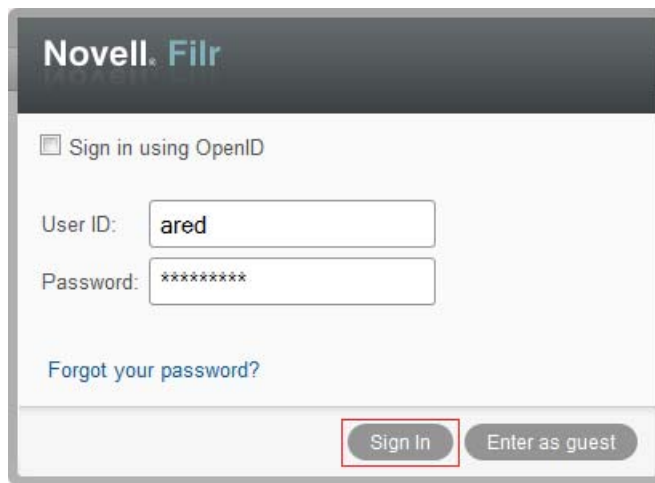 Novell® Filr
Sign in using OpenID
User ID: ared
Password: *********
Forgot your password?
Sign In Enter as guest